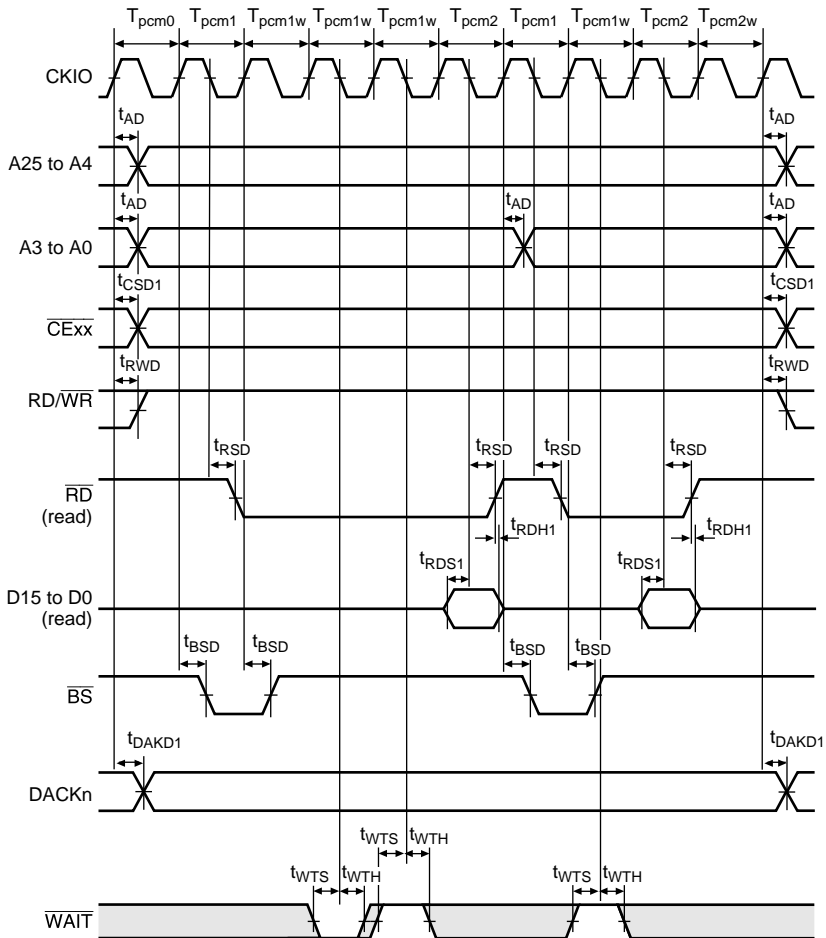 Tpcm0 Tpcm1 Tpcm1w Tpcm1w Tpcm1w Tpcm2 Tpcm1 Tpcm1w Tpcm2 Tpcm2w
CKIO
tAD tAD
A25 to A4
tAD tAD tAD
A3 to A0
tCSD1 tCSD1
CExx
tRWD tRWD
RD/WR
tRSD tRSD tRSD tRSD
RD
(read)
tRDH1 tRDH1
tRDS1 tRDS1
D15 to D0
(read)
tBSD tBSD tBSD tBSD
BS
tDAKD1 tDAKD1
DACKn
tWTS tWTH
tWTS tWTH tWTS tWTH
WAIT